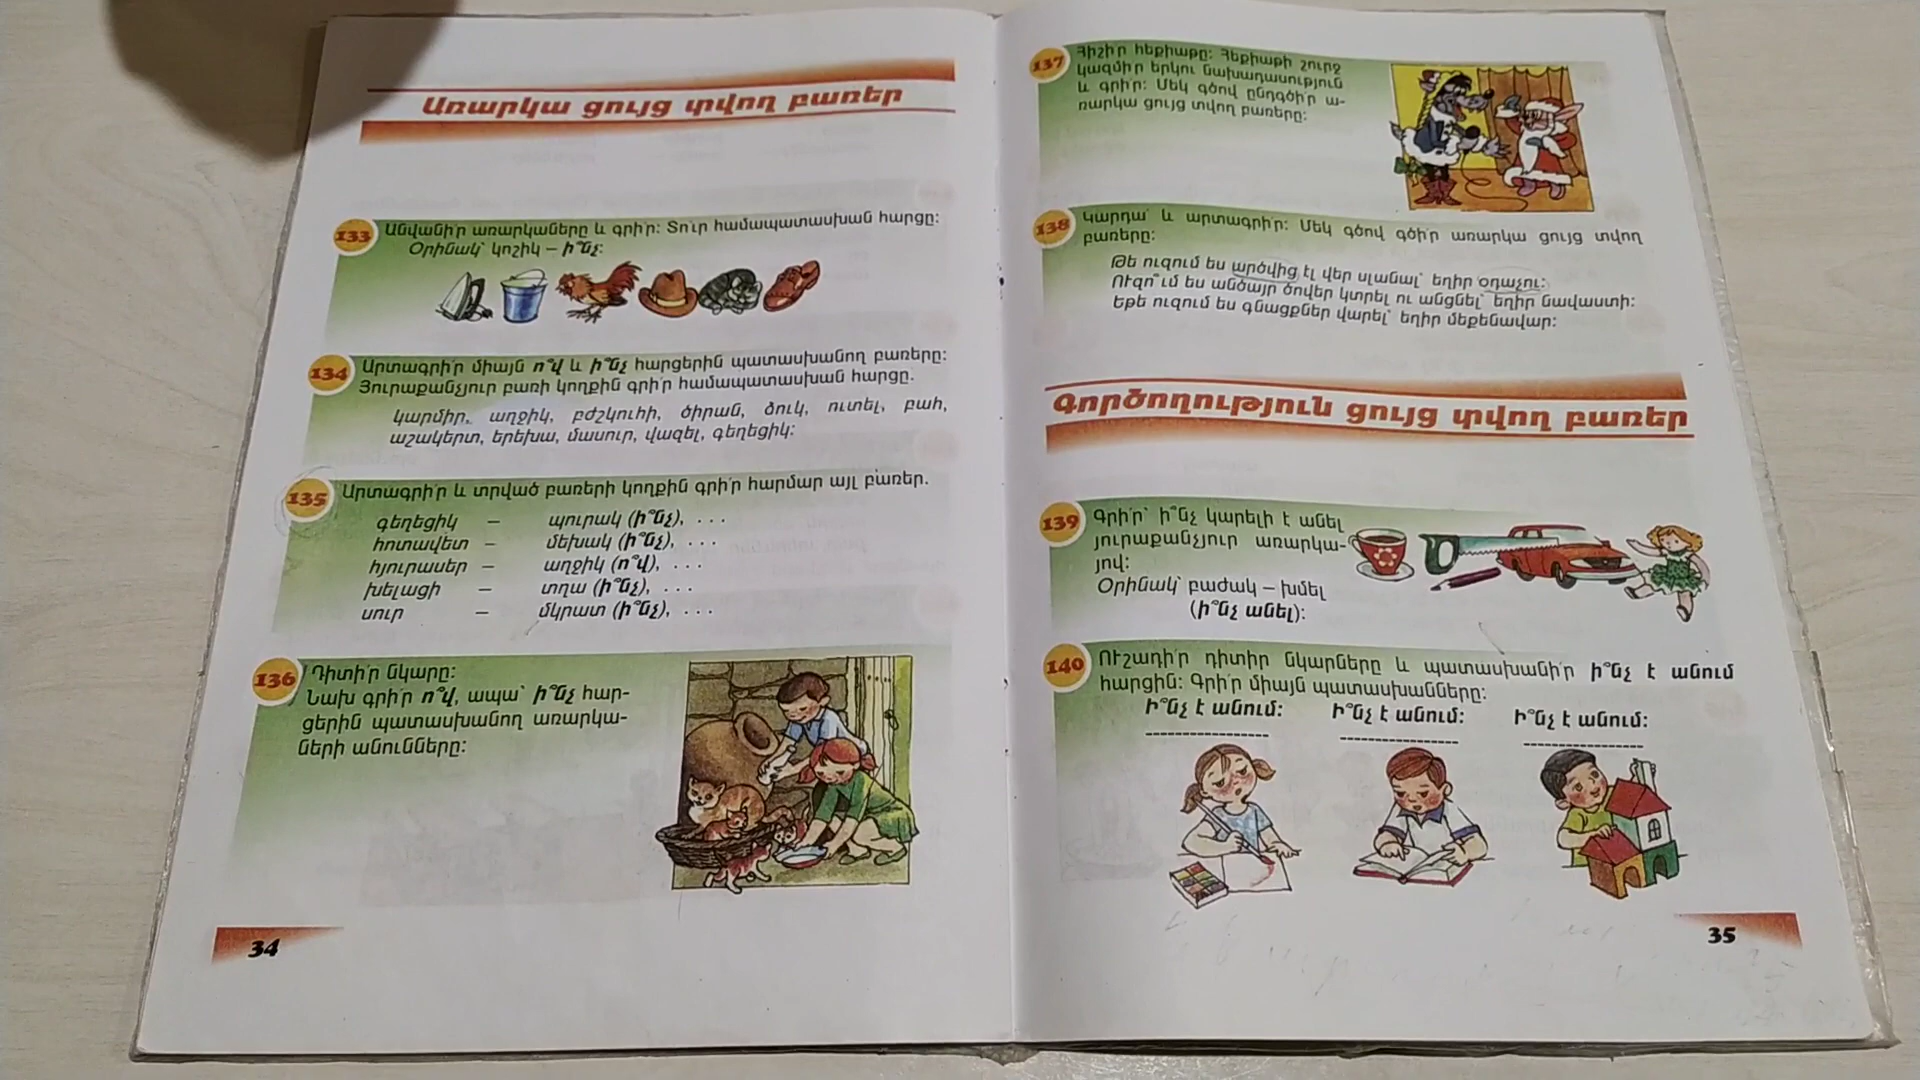 Առարկա ցույց տվող բառեր
133
Անվանի՛ր առարկաները և գրի՛ր: Տո՛ւր համապատասխան հարցը:
Օրինակ՝ կոշիկ – ի՞նչ:
134
Արտագրի՛ր միայն ո՞վ և ի՞նչ հարցերին պատասխանող բառերը:
Յուրաքանչյուր բառի կողքին գրի՛ր համապատասխան հարցը.
կարմիր, աղջիկ, բժշկուհի, ծիրան, ձուկ, ուտել, բահ,
աշակերտ, երեխա, մասուր, վազել, գեղեցիկ:
135
Արտագրի՛ր և տրված բառերի կողքին գրի՛ր հարմար այլ բառեր.
գեղեցիկ – պուրակ (ի՞նչ), . . .
հոտավետ – մեխակ (ի՞նչ), . . .
հյուրասեր – աղջիկ (ո՞վ), . . .
խելացի – տղա (ի՞նչ), . . .
սուր – մկրատ (ի՞նչ), . . .
136
Դիտի՛ր նկարը:
Նախ գրի՛ր ո՞վ, ապա՝ ի՞նչ հար-
ցերին պատասխանող առարկա-
ների անունները:
34
137
Հիշի՛ր հեքիաթը: Հեքիաթի շուրջ
կազմի՛ր երկու նախադասություն
և գրի՛ր: Մեկ գծով ընդգծի՛ր ա-
ռարկա ցույց տվող բառերը:
138
Կարդա՛ և արտագրի՛ր: Մեկ գծով գծի՛ր առարկա ցույց տվող
բառերը:
Թե ուզում ես արծվից էլ վեր սլանալ՝ եղիր օդաչու:
Ուզո՞ւմ ես անծայր ծովեր կտրել ու անցնել՝ եղիր նավաստի:
Եթե ուզում ես գնացքներ վարել՝ եղիր մեքենավար:
Գործողություն ցույց տվող բառեր
139
Գրի՛ր՝ ի՞նչ կարելի է անել
յուրաքանչյուր առարկա-
յով:
Օրինակ՝ բաժակ – խմել
(ի՞նչ անել):
140
Ուշադի՛ր դիտիր նկարները և պատասխանի՛ր ի՞նչ է անում
հարցին: Գրի՛ր միայն պատասխանները:
Ի՞նչ է անում: Ի՞նչ է անում: Ի՞նչ է անում:
35